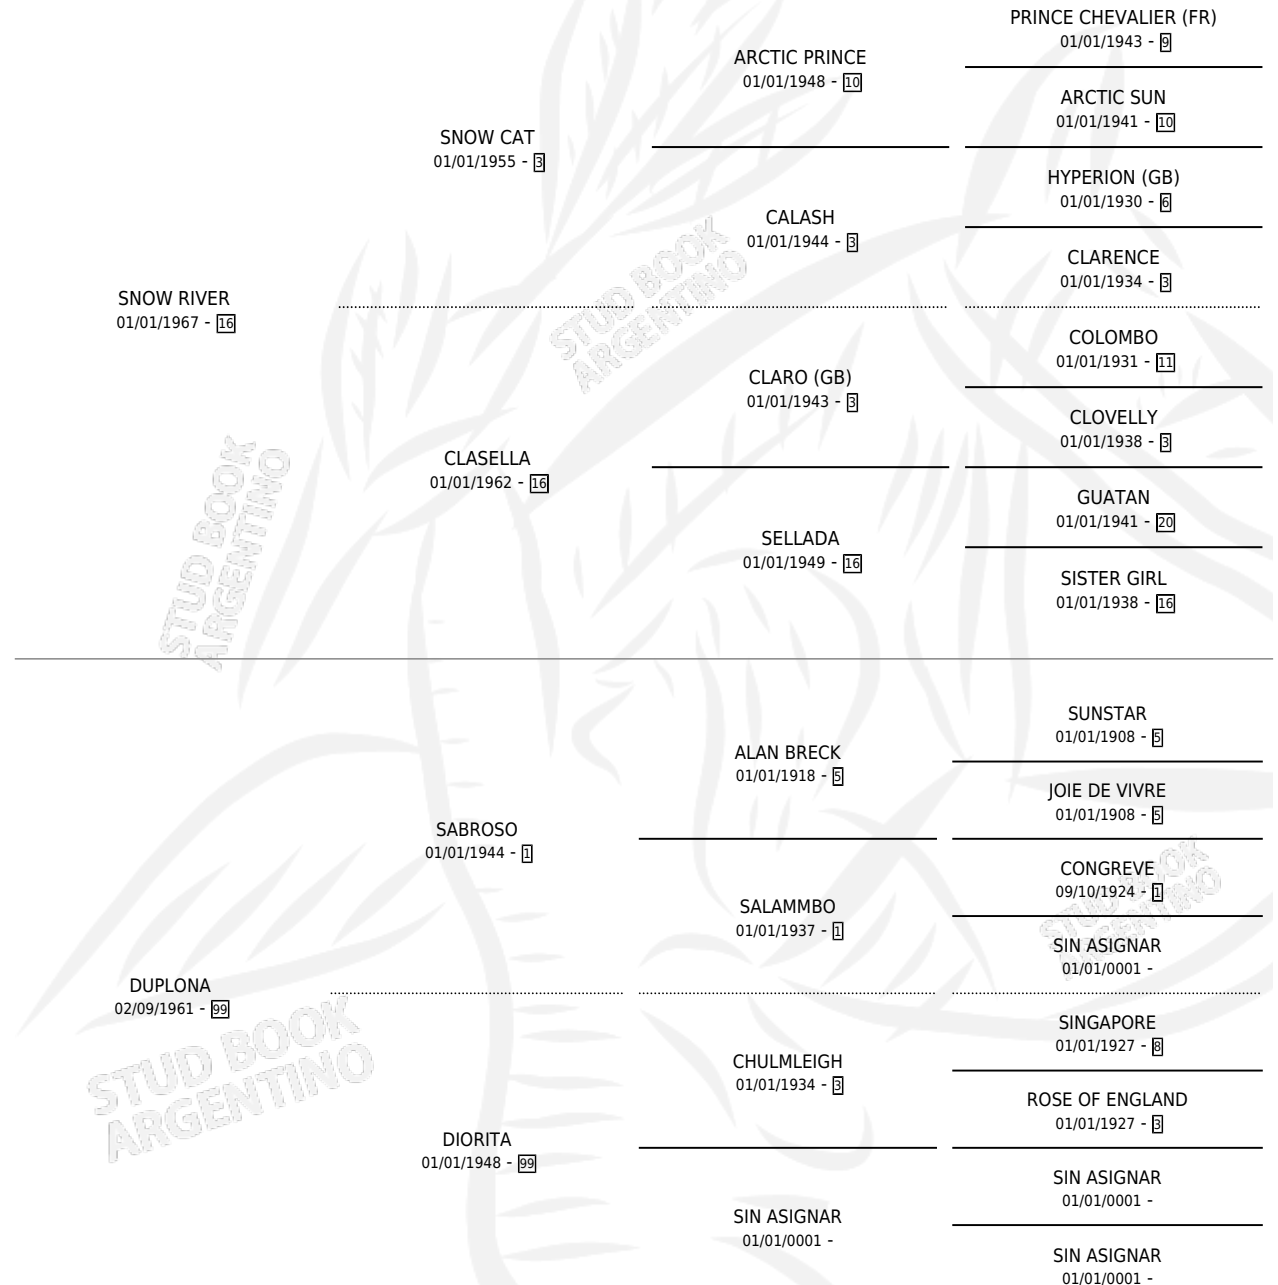 PRINCE CHEVALIER (FR)
01/01/1943 - 9
ARCTIC PRINCE
01/01/1948 - 10
ARCTIC SUN
01/01/1941 - 10
SNOW CAT
01/01/1955 - 3
HYPERION (GB)
01/01/1930 - 6
CALASH
01/01/1944 - 3
CLARENCE
01/01/1934 - 3
SNOW RIVER
01/01/1967 - 16
COLOMBO
01/01/1931 - 11
CLARO (GB)
01/01/1943 - 3
CLOVELLY
01/01/1938 - 3
CLASELLA
01/01/1962 - 16
GUATAN
01/01/1941 - 20
SELLADA
01/01/1949 - 16
SISTER GIRL
01/01/1938 - 16
SUNSTAR
01/01/1908 - 5
ALAN BRECK
01/01/1918 - 5
JOIE DE VIVRE
01/01/1908 - 5
SABROSO
01/01/1944 - 1
CONGREVE
09/10/1924 - 1
SALAMMBO
01/01/1937 - 1
SIN ASIGNAR
01/01/0001 -
DUPLONA
02/09/1961 - 99
SINGAPORE
01/01/1927 - 8
CHULMLEIGH
01/01/1934 - 3
ROSE OF ENGLAND
01/01/1927 - 3
DIORITA
01/01/1948 - 99
SIN ASIGNAR
01/01/0001 -
SIN ASIGNAR
01/01/0001 -
SIN ASIGNAR
01/01/0001 -
STUD BOOK
ARGENTINO
STUD BOOK
ARGENTINO
STUD BOOK
ARGENTINO
STUD BOOK
ARGENTINO